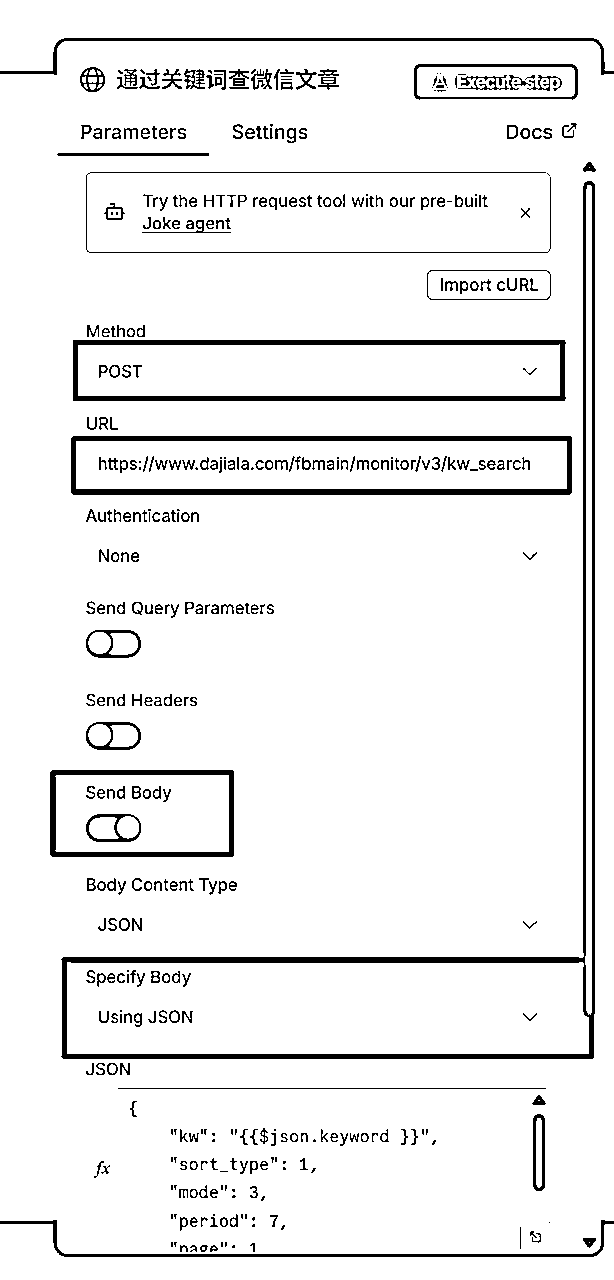 通过关键词查微信文章
Execute step
Parameters Settings Docs
Try the HTTP request tool with our pre-built
Joke agent
Import cURL
Method
POST
URL
https://www.dajiala.com/fbmain/monitor/v3/kw_search
Authentication
None
Send Query Parameters
Send Headers
Send Body
Body Content Type
JSON
Specify Body
Using JSON
JSON
{
"kw": "{{$json.keyword }}",
fx
"sort_type": 1,
"mode": 3,
"period": 7,
"page": 1